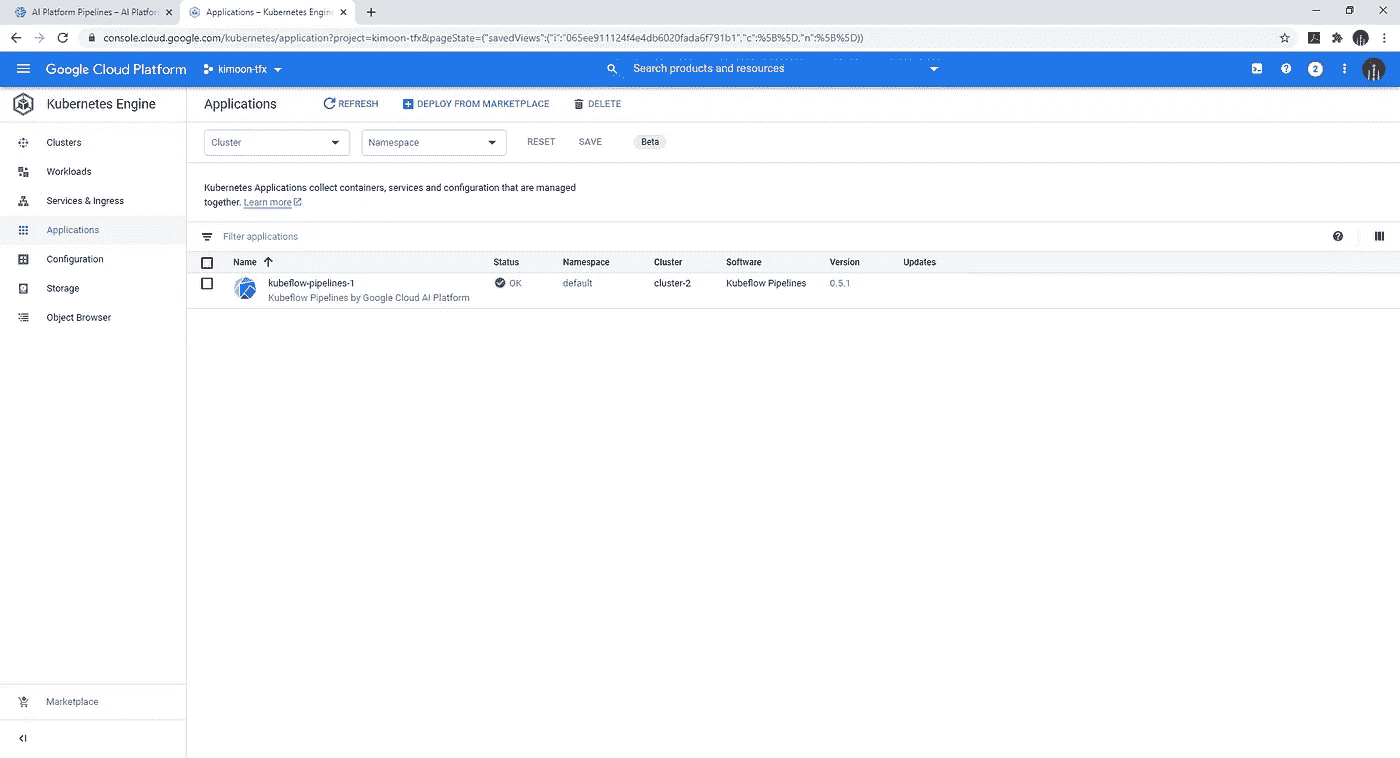 AI Platform Pipelines – AI Platfor
Applications – Kubernetes Engin
console.cloud.google.com/kubernetes/application?project=kimoon-tfx&pageState=("savedViews":("i":"065ee911124f4e4db6020fada6f791b1","c":%5B%5D,"n":%5B%5D))
Google Cloud Platform
kimoon-tfx
Search products and resources
2
Kubernetes Engine
Applications
REFRESH
DEPLOY FROM MARKETPLACE
DELETE
Clusters
Workloads
Services & Ingress
Applications
Configuration
Storage
Object Browser
Marketplace
Cluster
Namespace
RESET
SAVE
Beta
Kubernetes Applications collect containers, services and configuration that are managed
together. Learn more
Filter applications
Name Status Namespace Cluster Software Version Updates
kubeflow-pipelines-1 OK default cluster-2 Kubeflow Pipelines 0.5.1
Kubeflow Pipelines by Google Cloud AI Platform